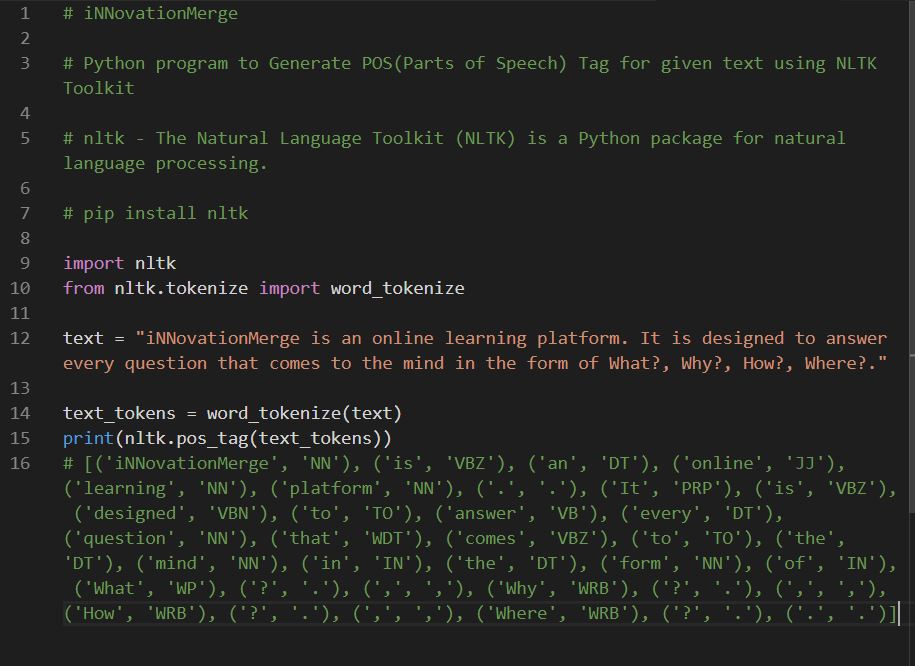 1 # iNNovationMerge
2
3 # Python program to Generate POS(Parts of Speech) Tag for given text using NLTK
Toolkit
4
5 # nltk - The Natural Language Toolkit (NLTK) is a Python package for natural
language processing.
6
7 # pip install nltk
8
9 import nltk
10 from nltk.tokenize import word_tokenize
11
12 text = "iNNovationMerge is an online learning platform. It is designed to answer
every question that comes to the mind in the form of What?, Why?, How?, Where?."
13
14 text_tokens = word_tokenize(text)
15 print(nltk.pos_tag(text_tokens))
16 # [('iNNovationMerge', 'NN'), ('is', 'VBZ'), ('an', 'DT'), ('online', 'JJ'),
('learning', 'NN'), ('platform', 'NN'), ('.', '.'), ('It', 'PRP'), ('is', 'VBZ'),
('designed', 'VBN'), ('to', 'TO'), ('answer', 'VB'), ('every', 'DT'),
('question', 'NN'), ('that', 'WDT'), ('comes', 'VBZ'), ('to', 'TO'), ('the',
'DT'), ('mind', 'NN'), ('in', 'IN'), ('the', 'DT'), ('form', 'NN'), ('of', 'IN'),
('What', 'WP'), ('?', '.'), (',', ','), ('Why', 'WRB'), ('?', '.'), (',', ','),
('How', 'WRB'), ('?', '.'), (',', ','), ('Where', 'WRB'), ('?', '.'), ('.', '.')]